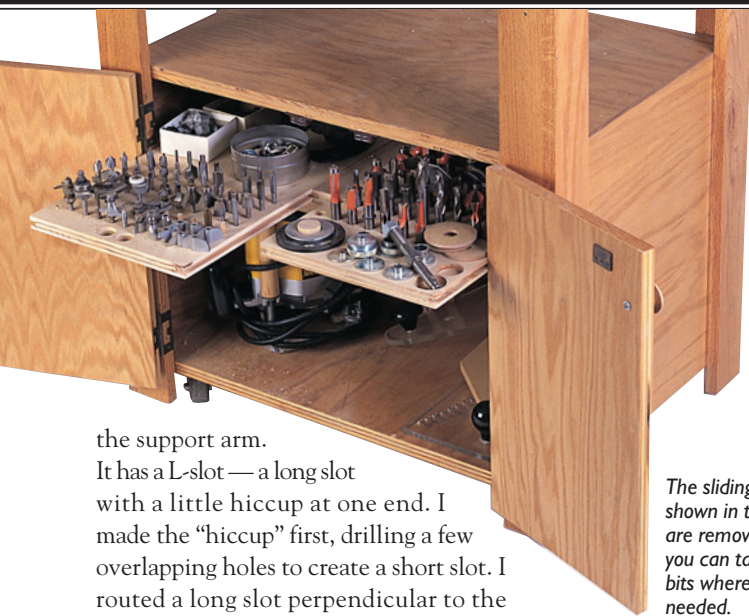 the support arm.
It has a L-slot — a long slot
with a little hiccup at one end. I
made the “hiccup” first, drilling a few
overlapping holes to create a short slot. I
routed a long slot perpendicular to the
The sliding
shown in
are
you can
bits where
needed.